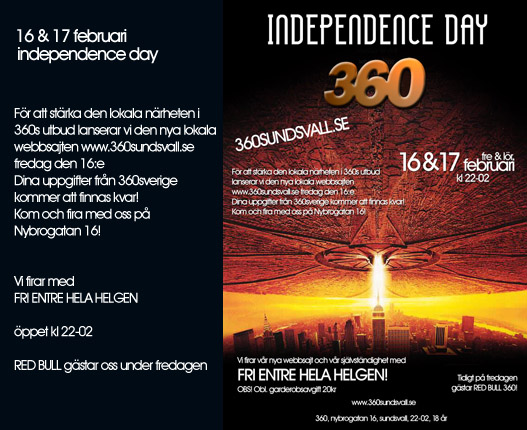 16 & 17 februari
independence day
För att stärka den lokala närheten i
360s utbud lanserar vi den nya lokala
webbsajten www.360sundsvall.se
fredag den 16:e
Dina uppgifter från 360sverige
kommer att finnas kvar!
Kom och fira med oss på
Nybrogatan 16!
Vi firar med
FRI ENTRE HELA HELGEN
öppet kl 22-02
RED BULL gästar oss under fredagen
INDEPENDENCE DAY
360
360SUNDSVALL.SE
fre & lör,
16 & 17 februari
kl 22-02
För att stärka den lokala närheten i 360s utbud
lanserar vi den nya lokala webbsajten
www.360sundsvall.se fredag den 16:e:
Dina uppgifter från 360sverige kommer att finnas kvar!
Kom och fira med oss på Nybrogatan 16!
Vi firar vår nya webbsajt och vår självständighet med
FRI ENTRE HELA HELGEN!
OBS! Obl. garderobsavgift 20kr
Tidigt på fredagen
gästar RED BULL 360!
www.360sundsvall.se
360, nybrogatan 16, sundsvall, 22-02, 18 år